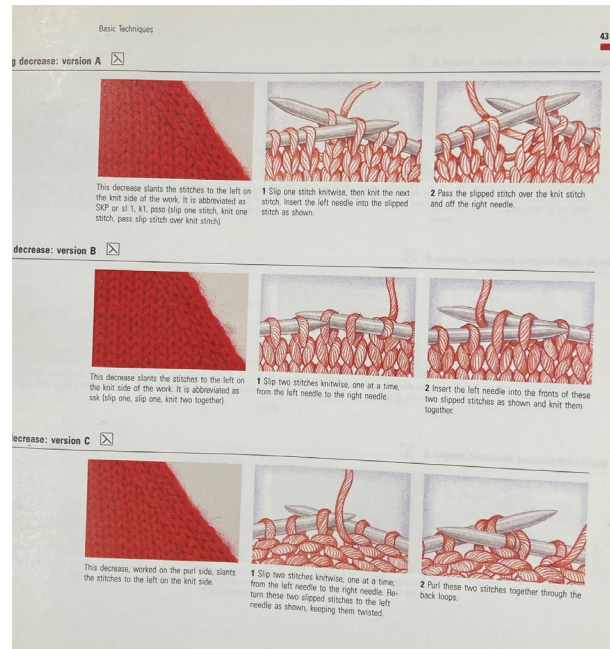 Basic Techniques
43
decrease: version A
This decrease slants the stitches to the left on
the knit side of the work. It is abbreviated as
SKP or sl 1, k1, psso (slip one stitch, knit one
stitch, pass slip stitch over knit stitch).
1 Slip one stitch knitwise, then knit the next
stitch. Insert the left needle into the slipped
stitch as shown.
2 Pass the slipped stitch over the knit stitch
and off the right needle.
decrease: version B
This decrease slants the stitches to the left on
the knit side of the work. It is abbreviated as
ssk (slip one, slip one, knit two together).
1 Slip two stitches knitwise, one at a time,
from the left needle to the right needle.
2 Insert the left needle into the fronts of these
two slipped stitches as shown and knit them
together.
ecrease: version C
This decrease, worked on the purl side, slants
the stitches to the left on the knit side.
1 Slip two stitches knitwise, one at a time,
from the left needle to the right needle. Re-
turn these two slipped stitches to the left
needle as shown, keeping them twisted.
2 Purl these two stitches together through the
back loops.